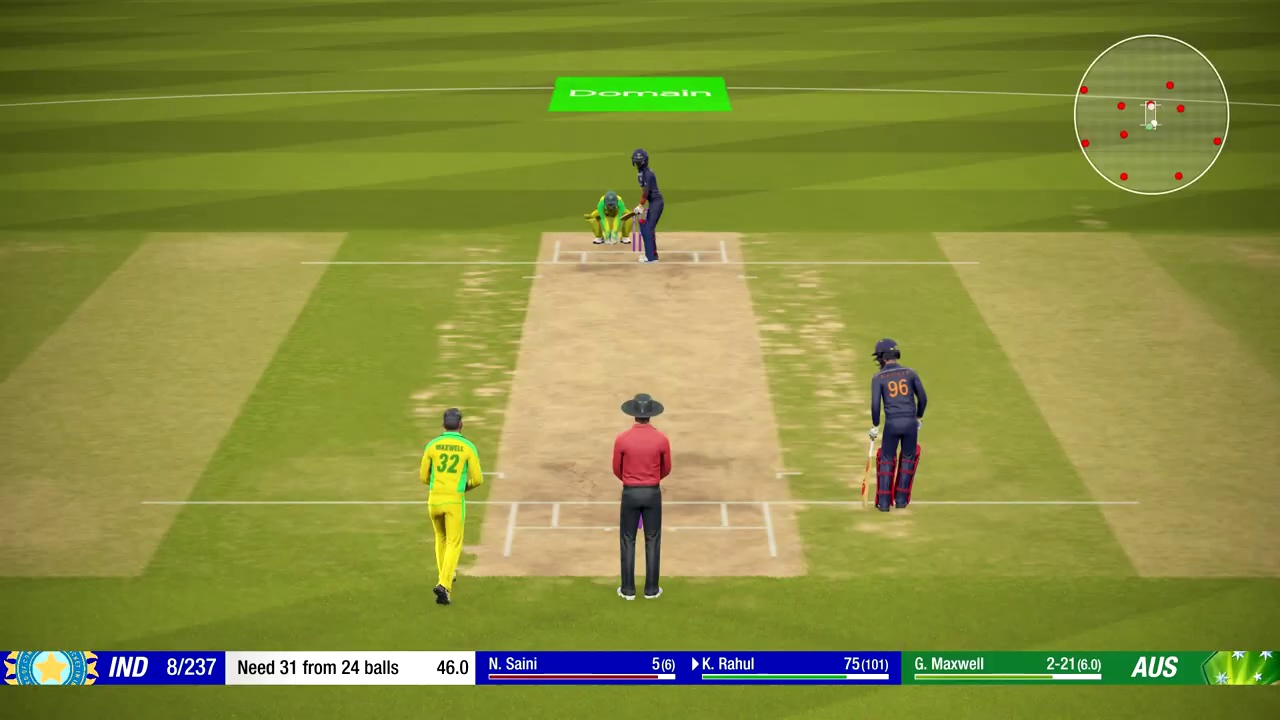 Domain
96
MAXWELL
32
IND 8/237 Need 31 from 24 balls 46.0 N. Saini 5(6) K. Rahul 75(101) G. Maxwell 2-21(6.0) AUS